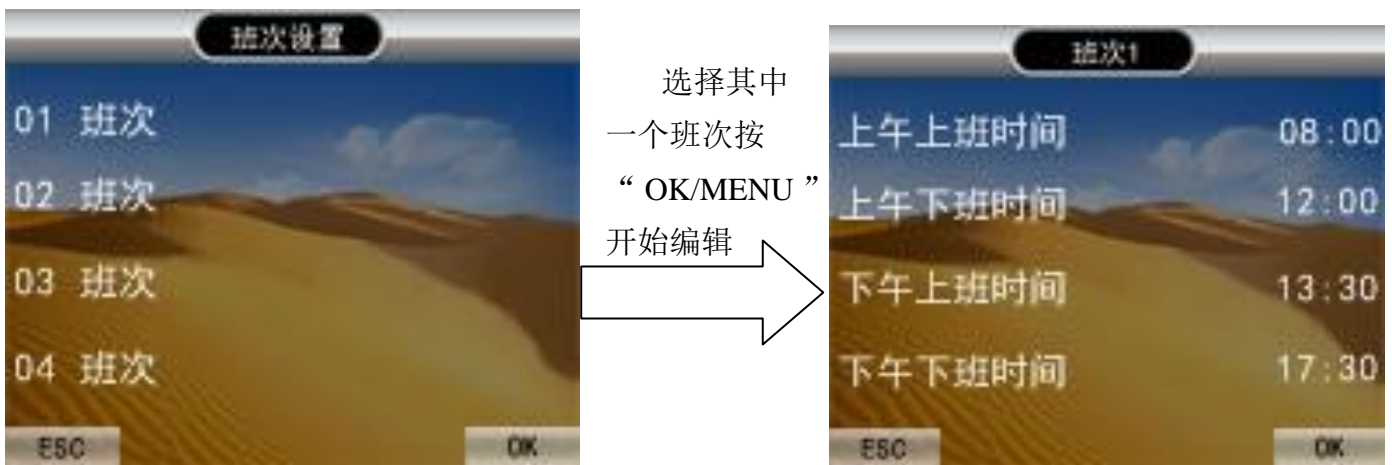 班次设置
01 班次
02 班次
03 班次
04 班次
ESC
OK
选择其中
一个班次按
“ OK/MENU ”
开始编辑
班次1
上午上班时间 08:00
上午下班时间 12:00
下午上班时间 13:30
下午下班时间 17:30
ESC
OK